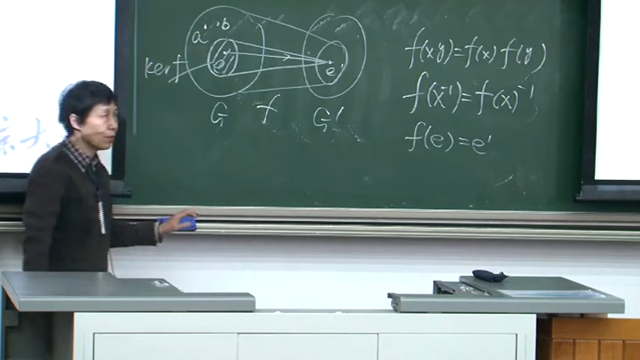 a b
ker f
e e'
G f G'
f(xy)=f(x)f(y)
f(x⁻¹)=f(x)⁻¹
f(e)=e'